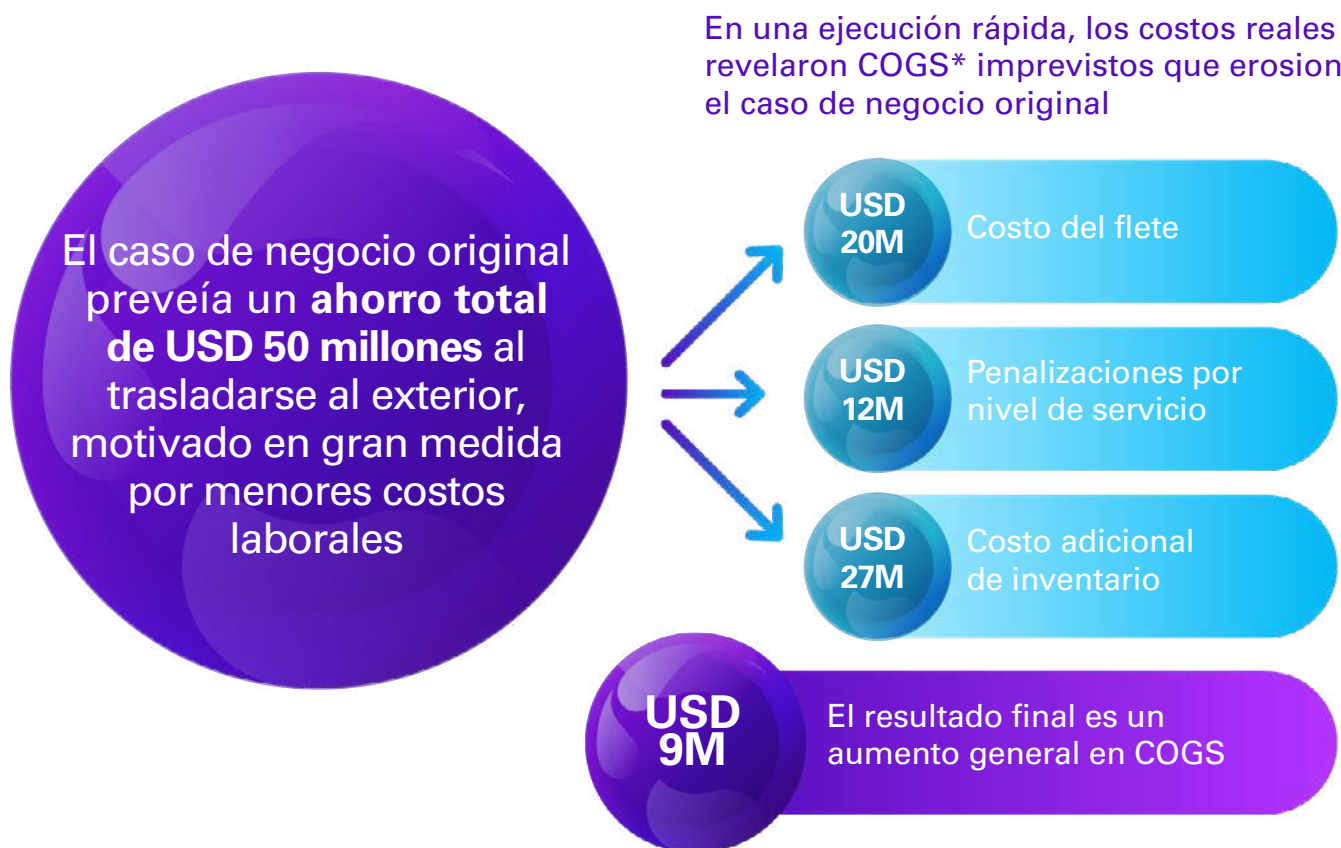 En una ejecución rápida, los costos reales
revelaron COGS* imprevistos que erosion
el caso de negocio original
El caso de negocio original
preveía un ahorro total
de USD 50 millones al
trasladarse al exterior,
motivado en gran medida
por menores costos
laborales
USD
20M
Costo del flete
USD
12M
Penalizaciones por
nivel de servicio
USD
27M
Costo adicional
de inventario
USD
9M
El resultado final es un
aumento general en COGS